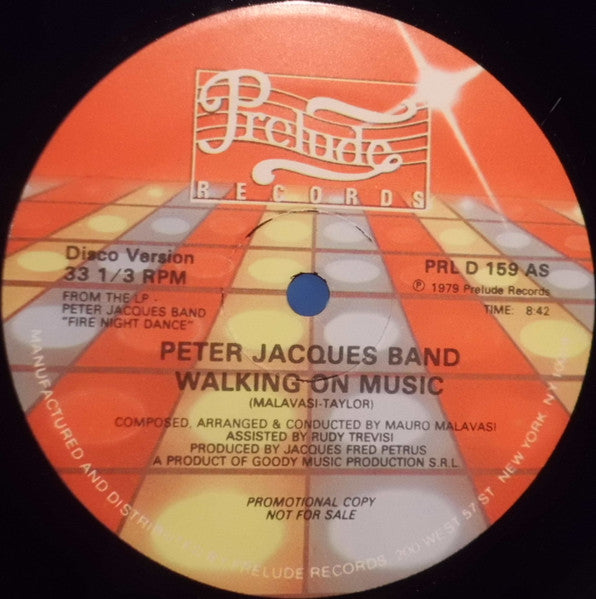 Prelude
RECORDS
Disco Version
33 1/3 RPM
FROM THE LP -
PETER JACQUES BAND
"FIRE NIGHT DANCE"
PRL D 159 AS
℗ 1979 Prelude Records
TIME: 8:42
PETER JACQUES BAND
WALKING ON MUSIC
(MALAVASI-TAYLOR)
COMPOSED, ARRANGED & CONDUCTED BY MAURO MALAVASI
ASSISTED BY RUDY TREVISI
PRODUCED BY JACQUES FRED PETRUS
A PRODUCT OF GOODY MUSIC PRODUCTION S.R.L.
PROMOTIONAL COPY
NOT FOR SALE
MANUFACTURED AND DISTRIBUTED BY PRELUDE RECORDS, 200 WEST 57 ST. NEW YORK, N.Y.